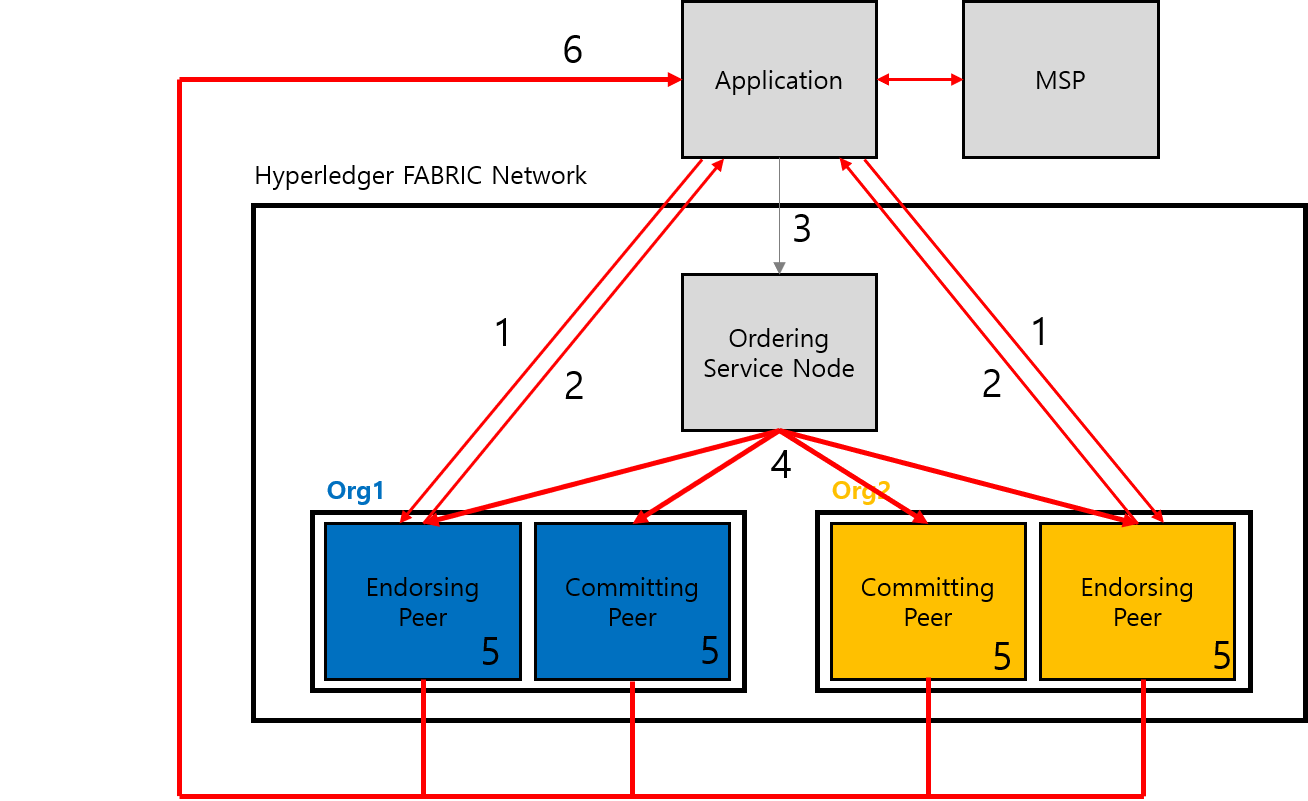 6
Application
MSP
Hyperledger FABRIC Network
3
Ordering
Service Node
1
1
2
2
4
Org1
Org2
Endorsing
Peer
5
Committing
Peer
5
Committing
Peer
5
Endorsing
Peer
5